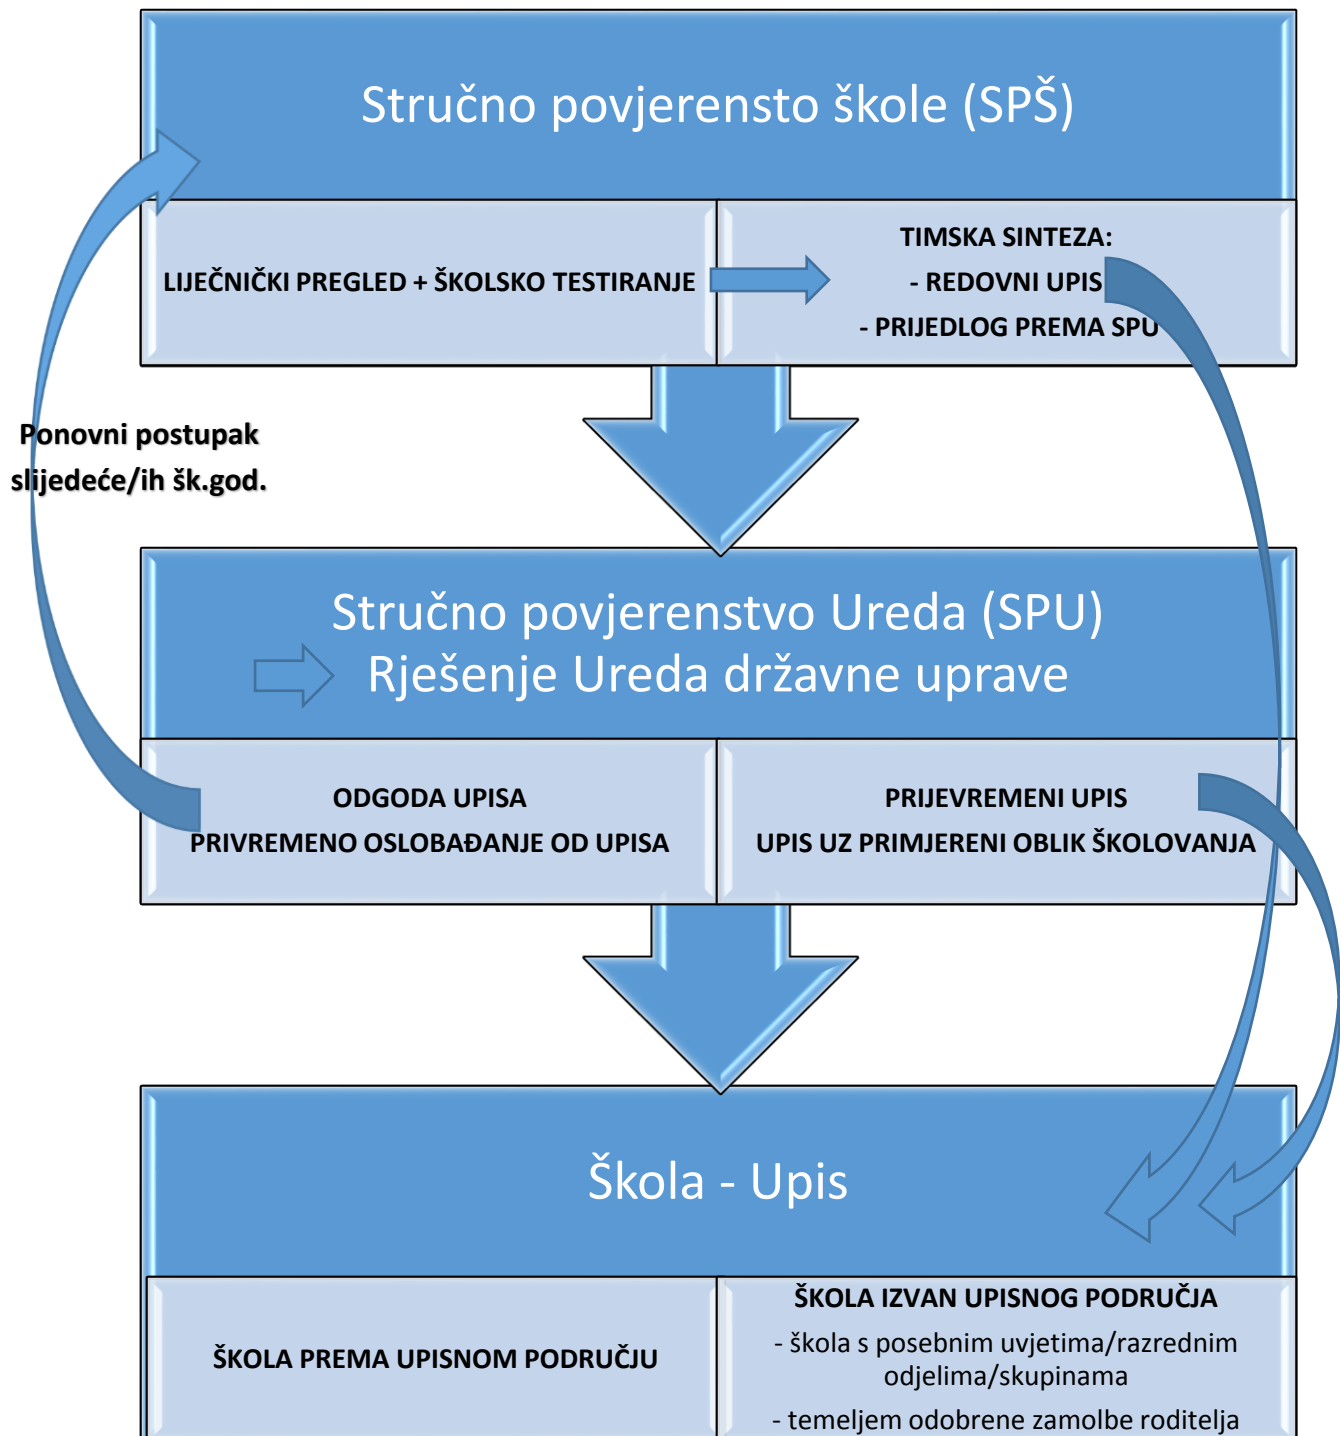 Stručno povjerensto škole (SPŠ)
LIJEČNIČKI PREGLED + ŠKOLSKO TESTIRANJE
TIMSKA SINTEZA:
- REDOVNI UPIS
- PRIJEDLOG PREMA SPU
Ponovni postupak
slijedeće/ih šk.god.
Stručno povjerenstvo Ureda (SPU)
Rješenje Ureda državne uprave
ODGODA UPISA
PRIVREMENO OSLOBAĐANJE OD UPISA
PRIJEVREMENI UPIS
UPIS UZ PRIMJERENI OBLIK ŠKOLOVANJA
Škola - Upis
ŠKOLA PREMA UPISNOM PODRUČJU
ŠKOLA IZVAN UPISNOG PODRUČJA
- škola s posebnim uvjetima/razrednim
odjelima/skupinama
- temeljem odobrene zamolbe roditelja